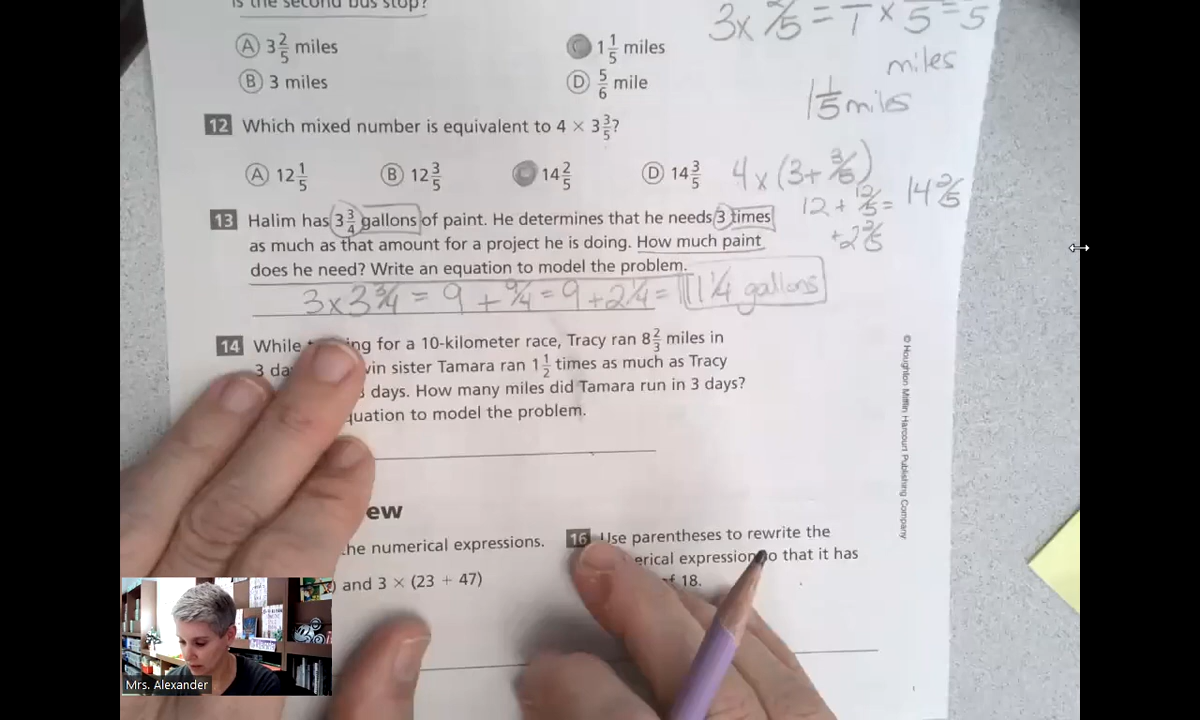 is the second bus stop?
3 x 2/5 = /1 x /5 = /5
miles
1 1/5 miles
Ⓐ 3 2/5 miles
1 1/5 miles
Ⓑ 3 miles
Ⓓ 5/6 mile
12 Which mixed number is equivalent to 4 × 3 3/5?
Ⓐ 12 1/5 Ⓑ 12 3/5 14 2/5 Ⓓ 14 3/5
4 x (3 + 3/5)
12 + 12/5 = 14 2/5
+2 2/5
13 Halim has 3 3/4 gallons of paint. He determines that he needs 3 times
as much as that amount for a project he is doing. How much paint
does he need? Write an equation to model the problem.
3 x 3 3/4 = 9 + 9/4 = 9 + 2 1/4 = 11 1/4 gallons
14 While for a 10-kilometer race, Tracy ran 8 2/3 miles in
3 sister Tamara ran 1 1/2 times as much as Tracy
days. How many miles did Tamara run in 3 days?
to model the problem.
the numerical expressions.
and 3 × (23 + 47)
16 Use parentheses to rewrite the
expression so that it has
18.
© Houghton Mifflin Harcourt Publishing Company
Mrs. Alexander